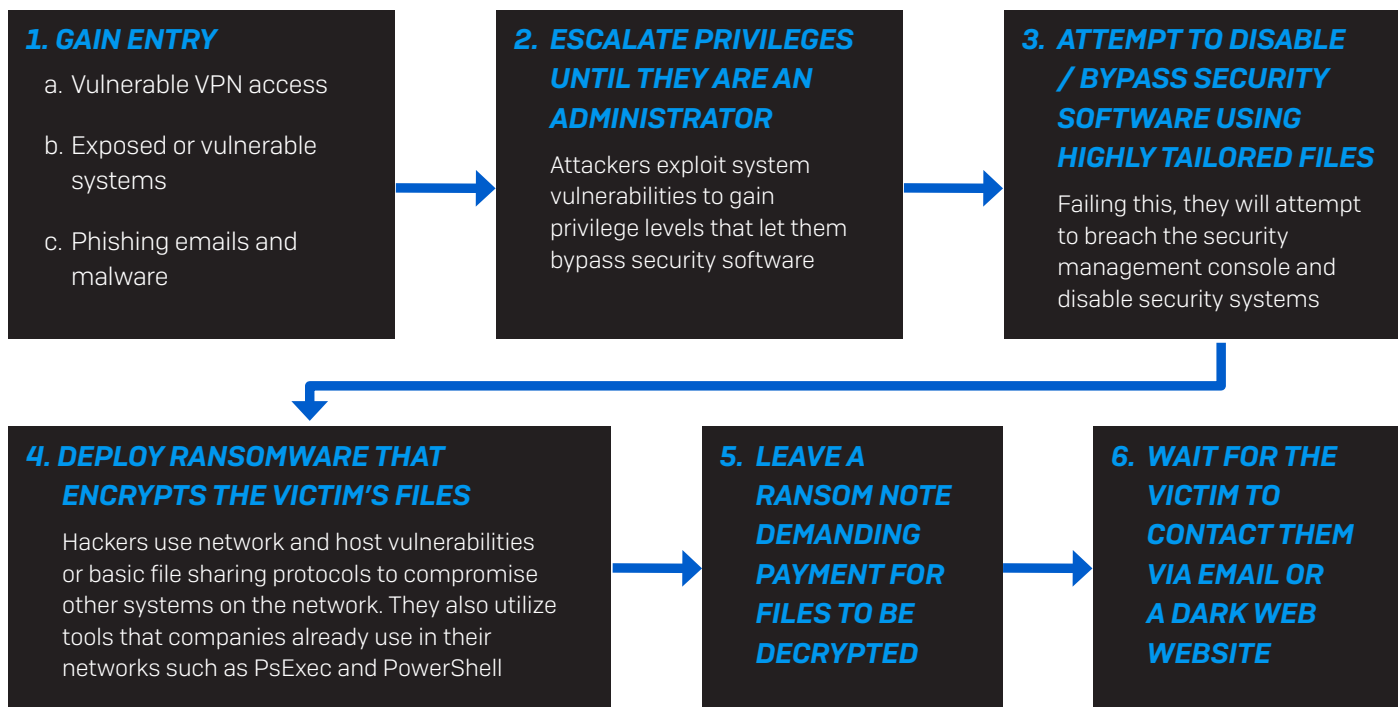 1. GAIN ENTRY
a. Vulnerable VPN access
b. Exposed or vulnerable
systems
c. Phishing emails and
malware
2. ESCALATE PRIVILEGES
UNTIL THEY ARE AN
ADMINISTRATOR
Attackers exploit system
vulnerabilities to gain
privilege levels that let them
bypass security software
3. ATTEMPT TO DISABLE
/ BYPASS SECURITY
SOFTWARE USING
HIGHLY TAILORED FILES
Failing this, they will attempt
to breach the security
management console and
disable security systems
4. DEPLOY RANSOMWARE THAT
ENCRYPTS THE VICTIM'S FILES
Hackers use network and host vulnerabilities
or basic file sharing protocols to compromise
other systems on the network. They also utilize
tools that companies already use in their
networks such as PsExec and PowerShell
5. LEAVE A
RANSOM NOTE
DEMANDING
PAYMENT FOR
FILES TO BE
DECRYPTED
6. WAIT FOR THE
VICTIM TO
CONTACT THEM
VIA EMAIL OR
A DARK WEB
WEBSITE